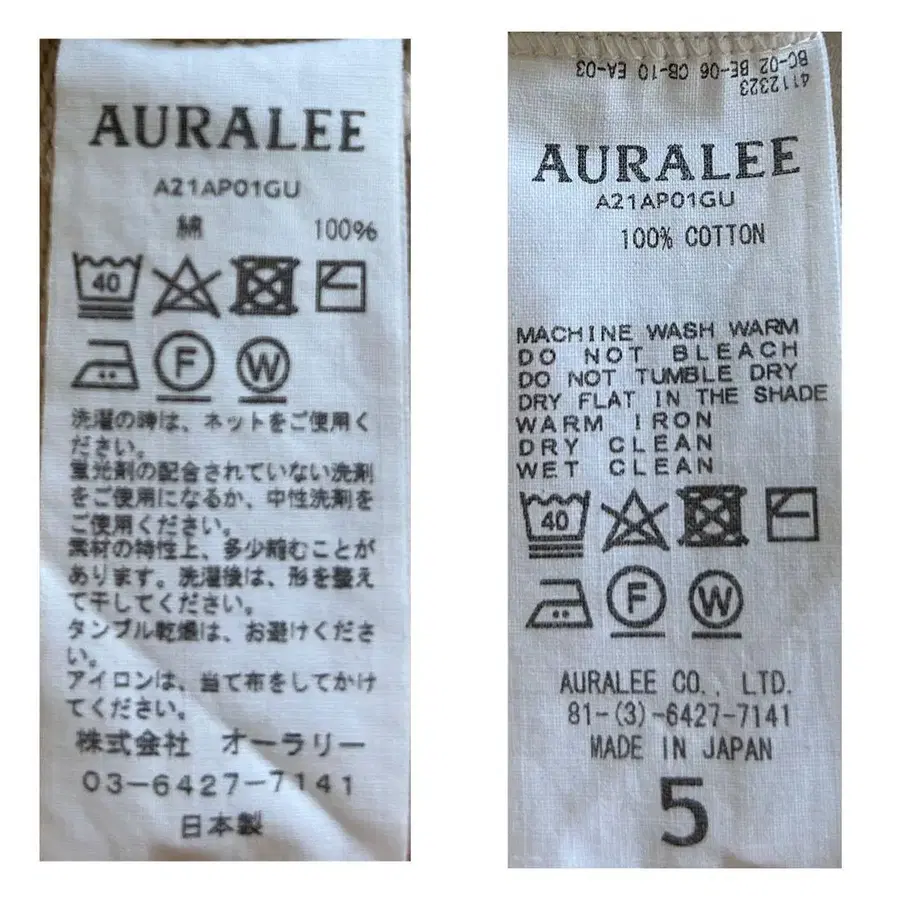 AURALEE
A21AP01GU
綿 100%
40
F W
洗濯の時は、ネットをご使用く
ださい。
蛍光剤の配合されていない洗剤
をご使用になるか、中性洗剤を
ご使用ください。
素材の特性上、多少縮むことが
あります。洗濯後は、形を整え
て干してください。
タンブル乾燥は、お避けくださ
い。
アイロンは、当て布をしてかけ
てください。
株式会社 オーラリー
03-6427-7141
日本製
4112323
BC-02 BE-06 CB-10 EA-03
AURALEE
A21AP01GU
100% COTTON
MACHINE WASH WARM
DO NOT BLEACH
DO NOT TUMBLE DRY
DRY FLAT IN THE SHADE
WARM IRON
DRY CLEAN
WET CLEAN
40
F W
AURALEE CO., LTD.
81-(3)-6427-7141
MADE IN JAPAN
5